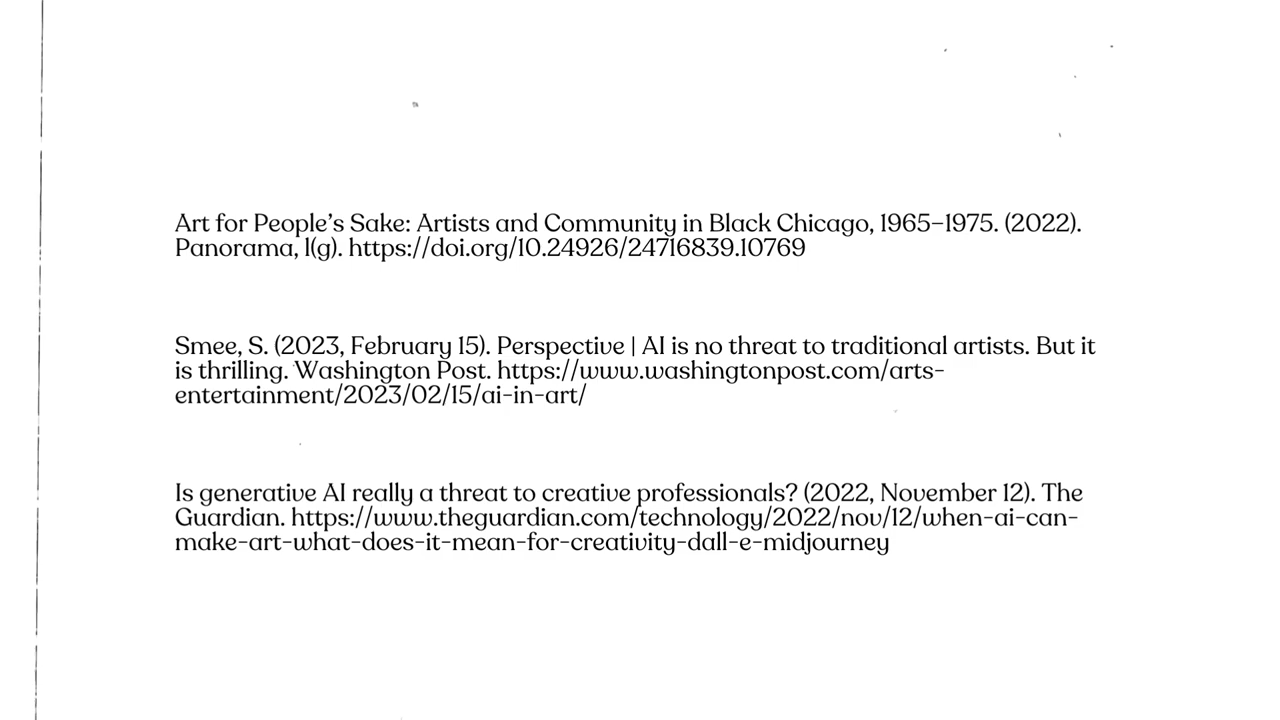 Art for People’s Sake: Artists and Community in Black Chicago, 1965–1975. (2022).
Panorama, l(g). https://doi.org/10.24926/24716839.10769
Smee, S. (2023, February 15). Perspective | AI is no threat to traditional artists. But it
is thrilling. Washington Post. https://www.washingtonpost.com/arts-
entertainment/2023/02/15/ai-in-art/
Is generative AI really a threat to creative professionals? (2022, November 12). The
Guardian. https://www.theguardian.com/technology/2022/nov/12/when-ai-can-
make-art-what-does-it-mean-for-creativity-dall-e-midjourney